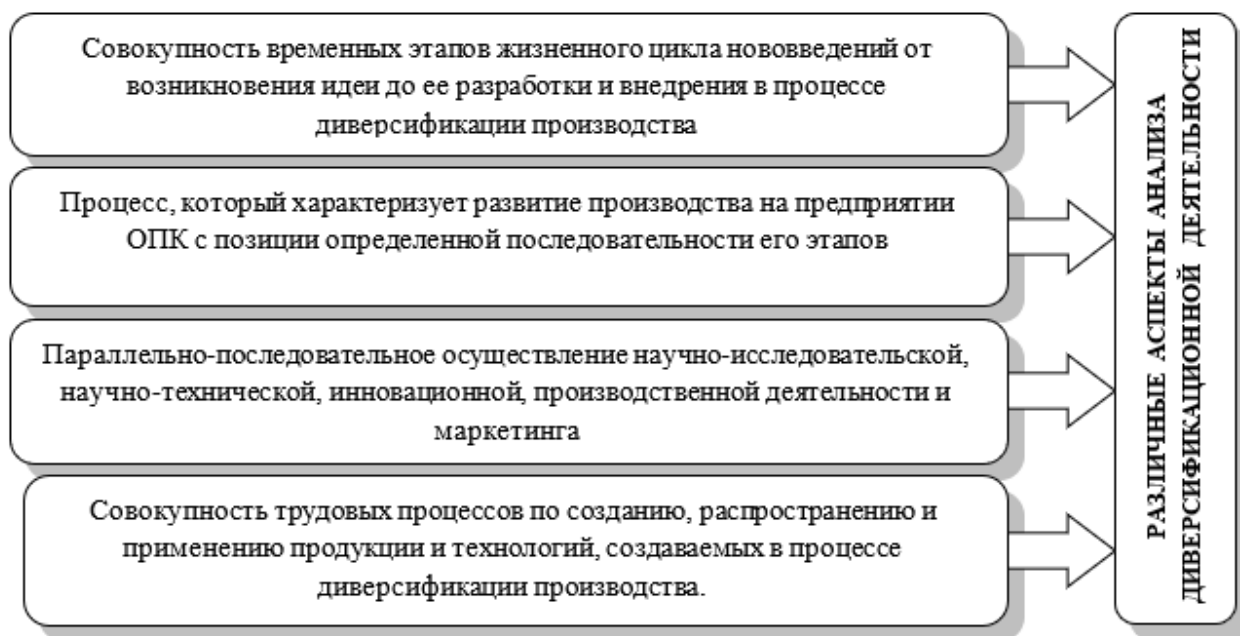 Совокупность временных этапов жизненного цикла нововведений от
возникновения идеи до ее разработки и внедрения в процессе
диверсификации производства
Процесс, который характеризует развитие производства на предприятии
ОПК с позиции определенной последовательности его этапов
Параллельно-последовательное осуществление научно-исследовательской,
научно-технической, инновационной, производственной деятельности и
маркетинга
Совокупность трудовых процессов по созданию, распространению и
применению продукции и технологий, создаваемых в процессе
диверсификации производства.
РАЗЛИЧНЫЕ АСПЕКТЫ АНАЛИЗА
ДИВЕРСИФИКАЦИОННОЙ ДЕЯТЕЛЬНОСТИ